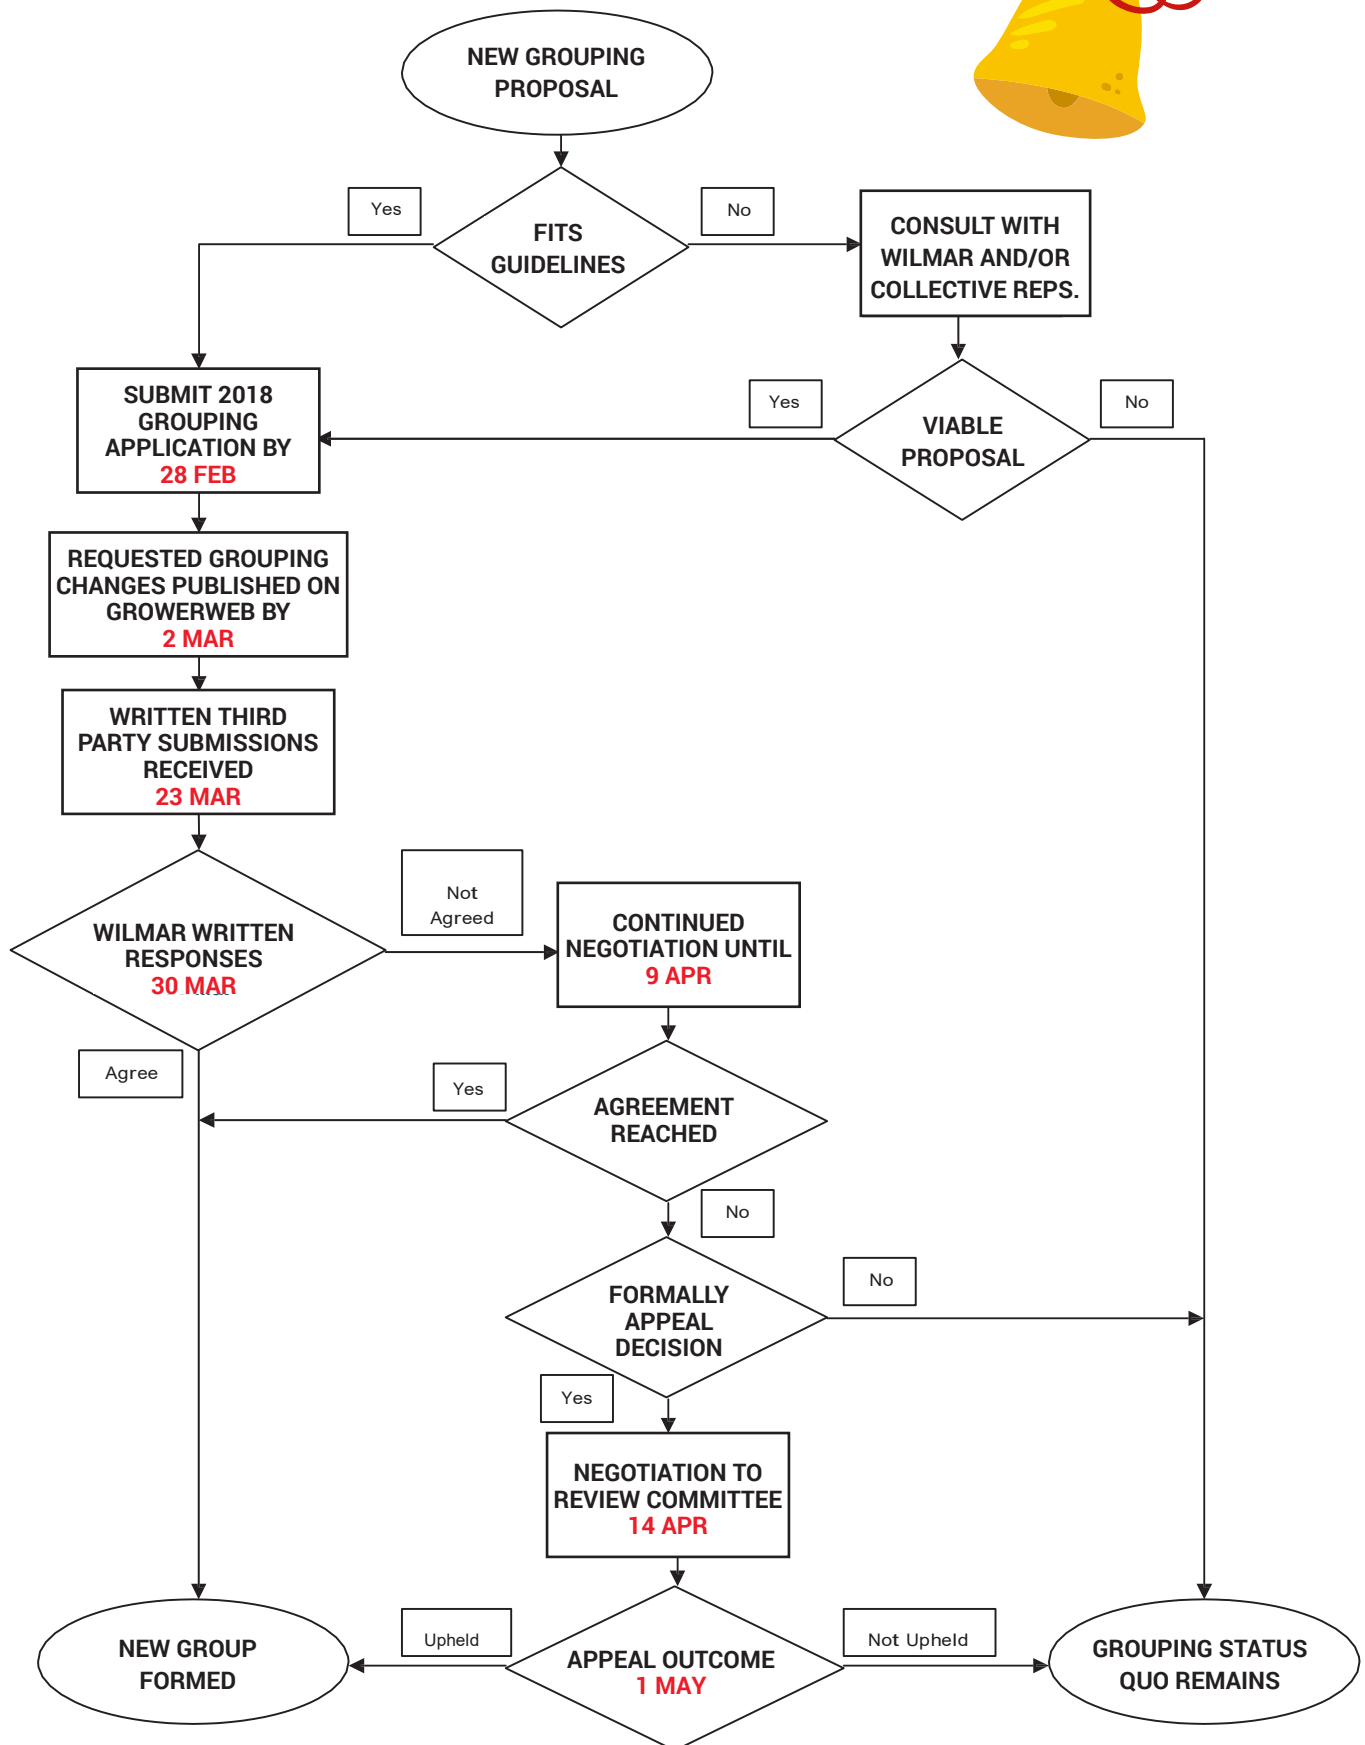 NEW GROUPING
PROPOSAL
Yes
No
FITS
GUIDELINES
CONSULT WITH
WILMAR AND/OR
COLLECTIVE REPS.
SUBMIT 2018
GROUPING
APPLICATION BY
28 FEB
Yes
No
VIABLE
PROPOSAL
REQUESTED GROUPING
CHANGES PUBLISHED ON
GROWERWEB BY
2 MAR
WRITTEN THIRD
PARTY SUBMISSIONS
RECEIVED
23 MAR
WILMAR WRITTEN
RESPONSES
30 MAR
Not
Agreed
CONTINUED
NEGOTIATION UNTIL
9 APR
Agree
Yes
AGREEMENT
REACHED
No
FORMALLY
APPEAL
DECISION
No
Yes
NEGOTIATION TO
REVIEW COMMITTEE
14 APR
NEW GROUP
FORMED
Upheld
APPEAL OUTCOME
1 MAY
Not Upheld
GROUPING STATUS
QUO REMAINS